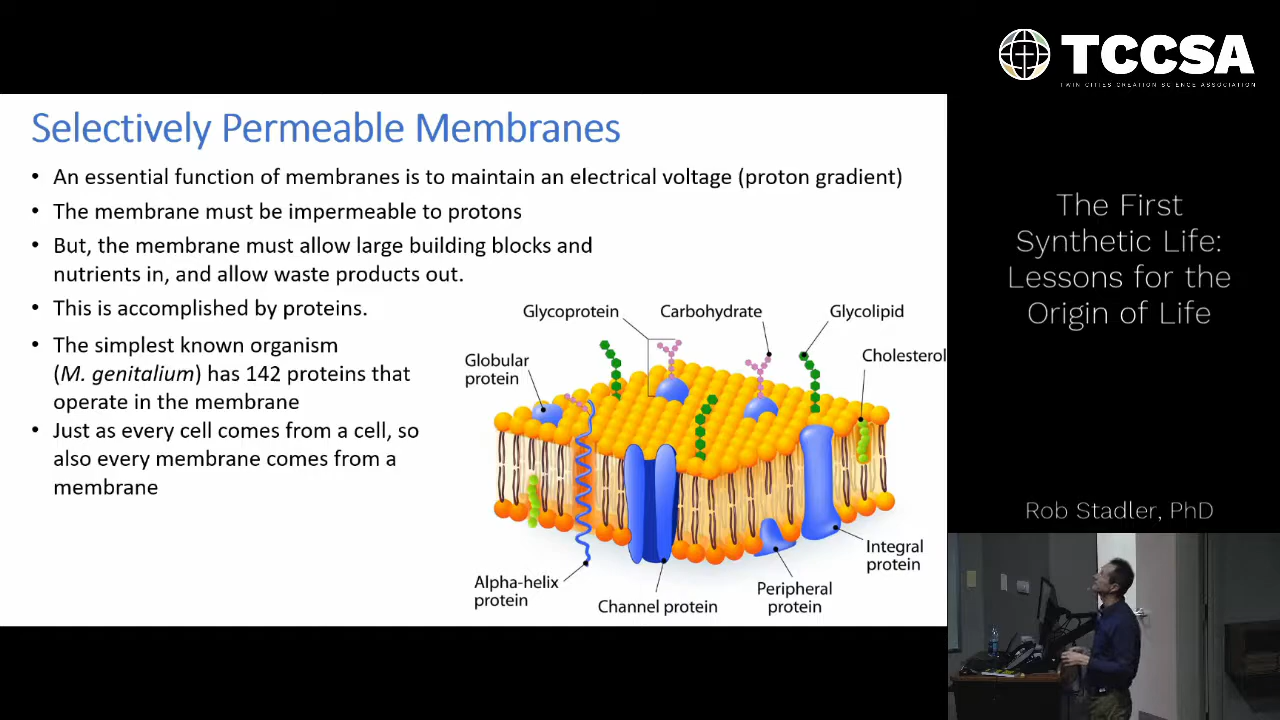 TCCSA
TWIN CITIES CREATION SCIENCE ASSOCIATION
Selectively Permeable Membranes
• An essential function of membranes is to maintain an electrical voltage (proton gradient)
• The membrane must be impermeable to protons
• But, the membrane must allow large building blocks and
nutrients in, and allow waste products out.
• This is accomplished by proteins.
• The simplest known organism
(M. genitalium) has 142 proteins that
operate in the membrane
• Just as every cell comes from a cell, so
also every membrane comes from a
membrane
Glycoprotein
Carbohydrate
Glycolipid
Globular
protein
Cholesterol
Alpha-helix
protein
Channel protein
Peripheral
protein
Integral
protein
The First
Synthetic Life:
Lessons for the
Origin of Life
Rob Stadler, PhD